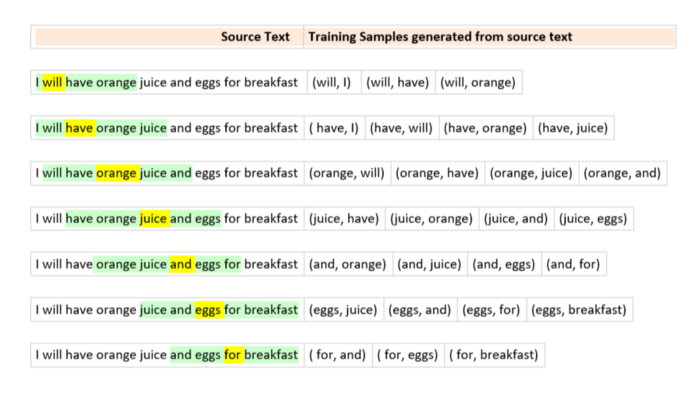 Source Text Training Samples generated from source text
I will have orange juice and eggs for breakfast (will, I) (will, have) (will, orange)
I will have orange juice and eggs for breakfast ( have, I) (have, will) (have, orange) (have, juice)
I will have orange juice and eggs for breakfast (orange, will) (orange, have) (orange, juice) (orange, and)
I will have orange juice and eggs for breakfast (juice, have) (juice, orange) (juice, and) (juice, eggs)
I will have orange juice and eggs for breakfast (and, orange) (and, juice) (and, eggs) (and, for)
I will have orange juice and eggs for breakfast (eggs, juice) (eggs, and) (eggs, for) (eggs, breakfast)
I will have orange juice and eggs for breakfast ( for, and) ( for, eggs) ( for, breakfast)